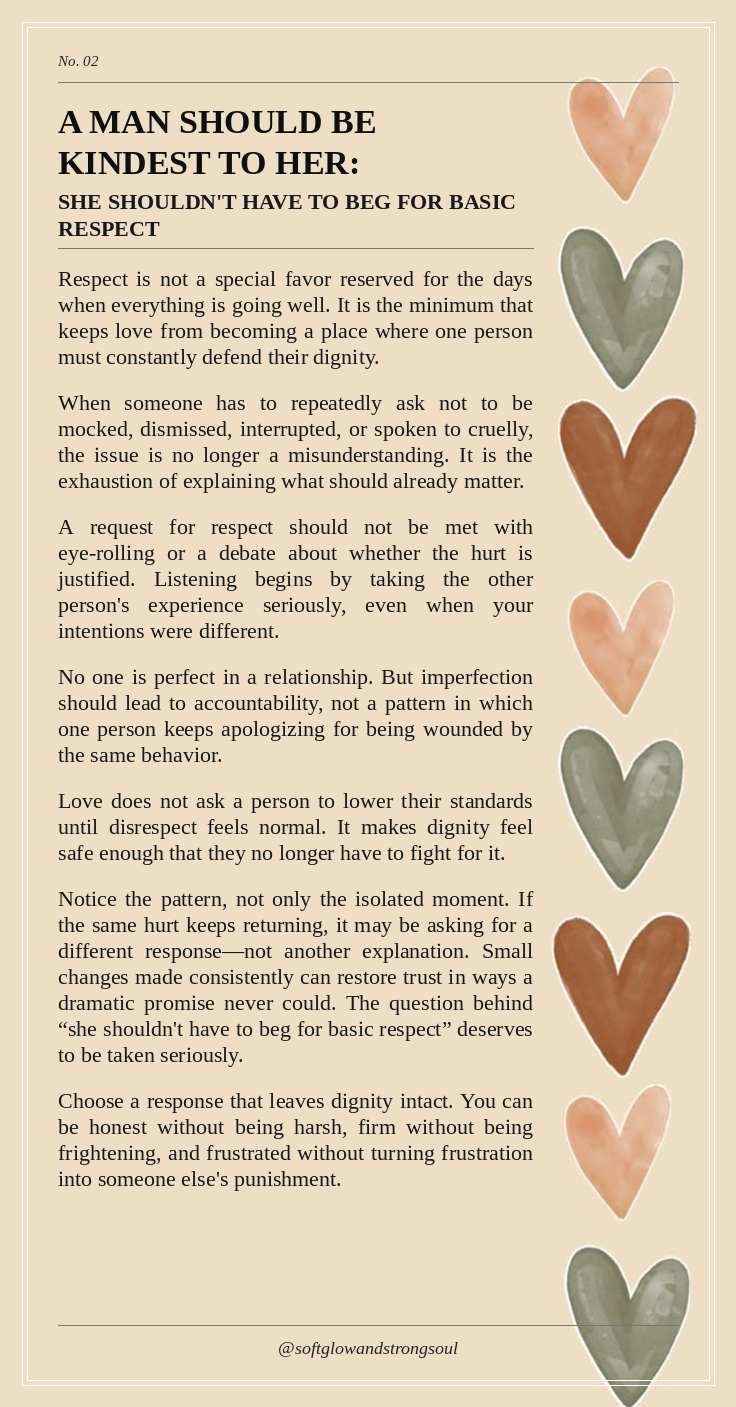 No. 02
A MAN SHOULD BE
KINDEST TO HER:
SHE SHOULDN'T HAVE TO BEG FOR BASIC
RESPECT
Respect is not a special favor reserved for the days
when everything is going well. It is the minimum that
keeps love from becoming a place where one person
must constantly defend their dignity.
When someone has to repeatedly ask not to be
mocked, dismissed, interrupted, or spoken to cruelly,
the issue is no longer a misunderstanding. It is the
exhaustion of explaining what should already matter.
A request for respect should not be met with
eye-rolling or a debate about whether the hurt is
justified. Listening begins by taking the other
person's experience seriously, even when your
intentions were different.
No one is perfect in a relationship. But imperfection
should lead to accountability, not a pattern in which
one person keeps apologizing for being wounded by
the same behavior.
Love does not ask a person to lower their standards
until disrespect feels normal. It makes dignity feel
safe enough that they no longer have to fight for it.
Notice the pattern, not only the isolated moment. If
the same hurt keeps returning, it may be asking for a
different response—not another explanation. Small
changes made consistently can restore trust in ways a
dramatic promise never could. The question behind
“she shouldn't have to beg for basic respect” deserves
to be taken seriously.
Choose a response that leaves dignity intact. You can
be honest without being harsh, firm without being
frightening, and frustrated without turning frustration
into someone else's punishment.
@softglowandstrongsoul